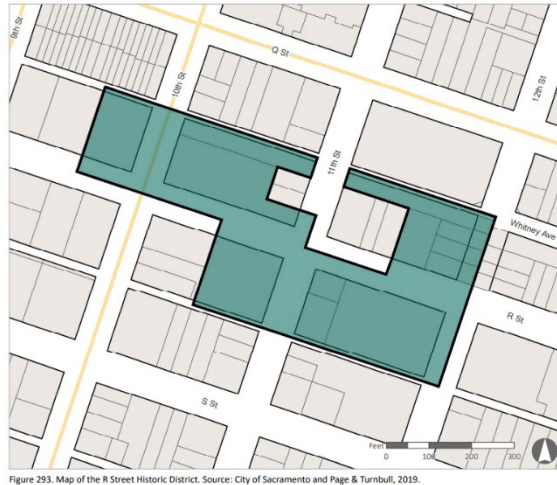 9th St
10th St
Q St
11th St
12th St
Whitney Ave
R St
S St
Feet
0 100 200 300
Figure 293. Map of the R Street Historic District. Source: City of Sacramento and Page & Turnbull, 2019.